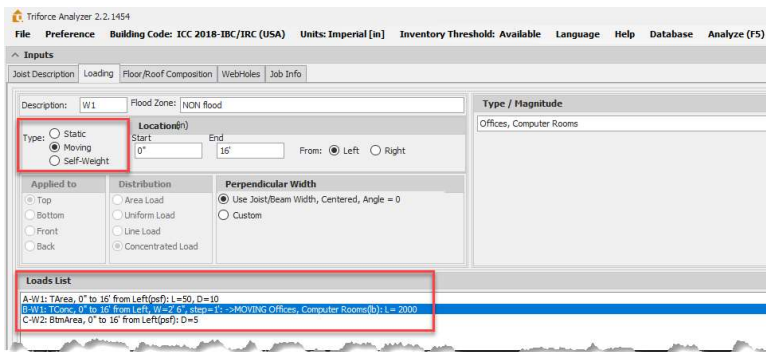 Triforce Analyzer 2.2.1454
File Preference Building Code: ICC 2018-IBC/IRC (USA) Units: Imperial [in] Inventory Threshold: Available Language Help Database Analyze (F5)
Inputs
Joist Description Loading Floor/Roof Composition WebHoles Job Info
Description: W1 Flood Zone: NON flood
Type / Magnitude
Offices, Computer Rooms
Type: Static
Moving
Self-Weight
Location(in)
Start End
0" 16' From: Left Right
Applied to
Top
Bottom
Front
Back
Distribution
Area Load
Uniform Load
Line Load
Concentrated Load
Perpendicular Width
Use Joist/Beam Width, Centered, Angle = 0
Custom
Loads List
A-W1: TArea, 0" to 16' from Left(psf): L=50, D=10
B-W1: TConc, 0" to 16' from Left, W=2' 6", step=1': ->MOVING Offices, Computer Rooms(lb): L= 2000
C-W2: BtmArea, 0" to 16' from Left(psf): D=5